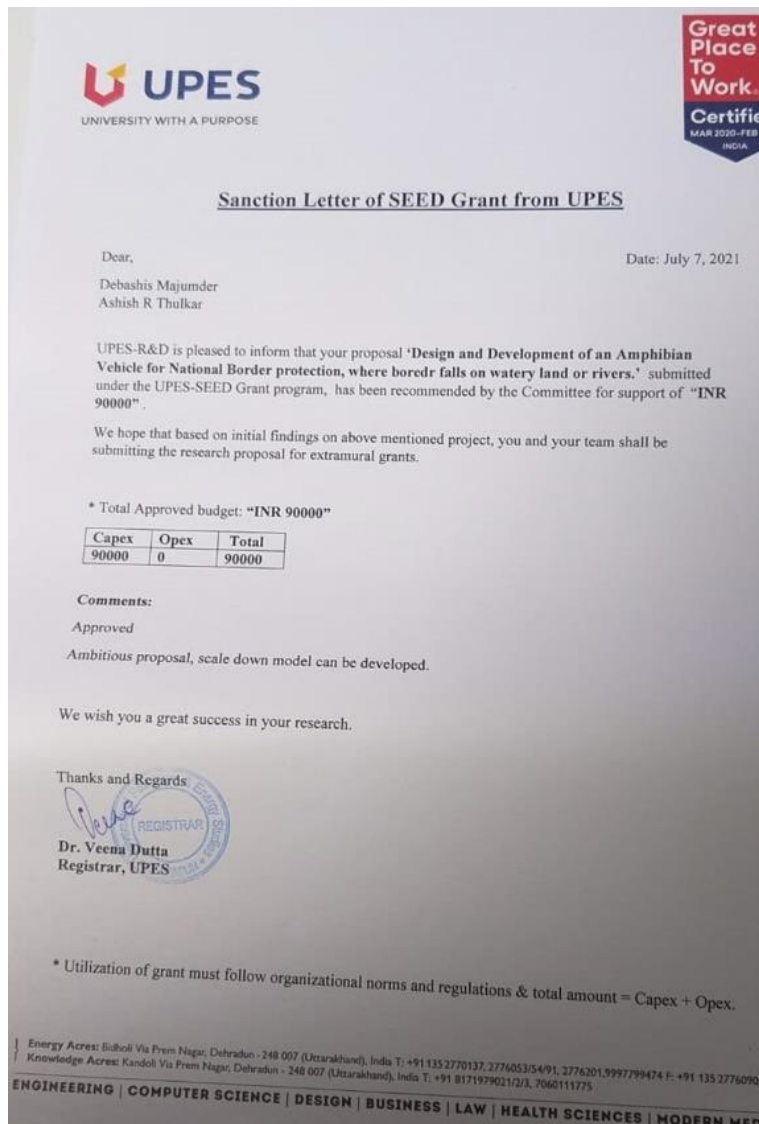 UPES
UNIVERSITY WITH A PURPOSE
Great
Place
To
Work.
Certifie
MAR 2020-FEB
INDIA
Sanction Letter of SEED Grant from UPES
Dear,
Date: July 7, 2021
Debashis Majumder
Ashish R Thulkar
UPES-R&D is pleased to inform that your proposal ‘Design and Development of an Amphibian
Vehicle for National Border protection, where boredr falls on watery land or rivers.’ submitted
under the UPES-SEED Grant program, has been recommended by the Committee for support of “INR
90000” .
We hope that based on initial findings on above mentioned project, you and your team shall be
submitting the research proposal for extramural grants.
* Total Approved budget: “INR 90000”
Capex Opex Total
90000 0 90000
Comments:
Approved
Ambitious proposal, scale down model can be developed.
We wish you a great success in your research.
Thanks and Regards
REGISTRAR
Energy Studies
Dr. Veena Dutta
Registrar, UPES
* Utilization of grant must follow organizational norms and regulations & total amount = Capex + Opex.
Energy Acres: Bidholi Via Prem Nagar, Dehradun - 248 007 (Uttarakhand), India T: +91 135 2770137, 2776053/54/91, 2776201,9997799474 F: +91 135 2776090
Knowledge Acres: Kandoli Via Prem Nagar, Dehradun - 248 007 (Uttarakhand), India T: +91 8171979021/2/3, 7060111775
ENGINEERING | COMPUTER SCIENCE | DESIGN | BUSINESS | LAW | HEALTH SCIENCES | MODERN MED